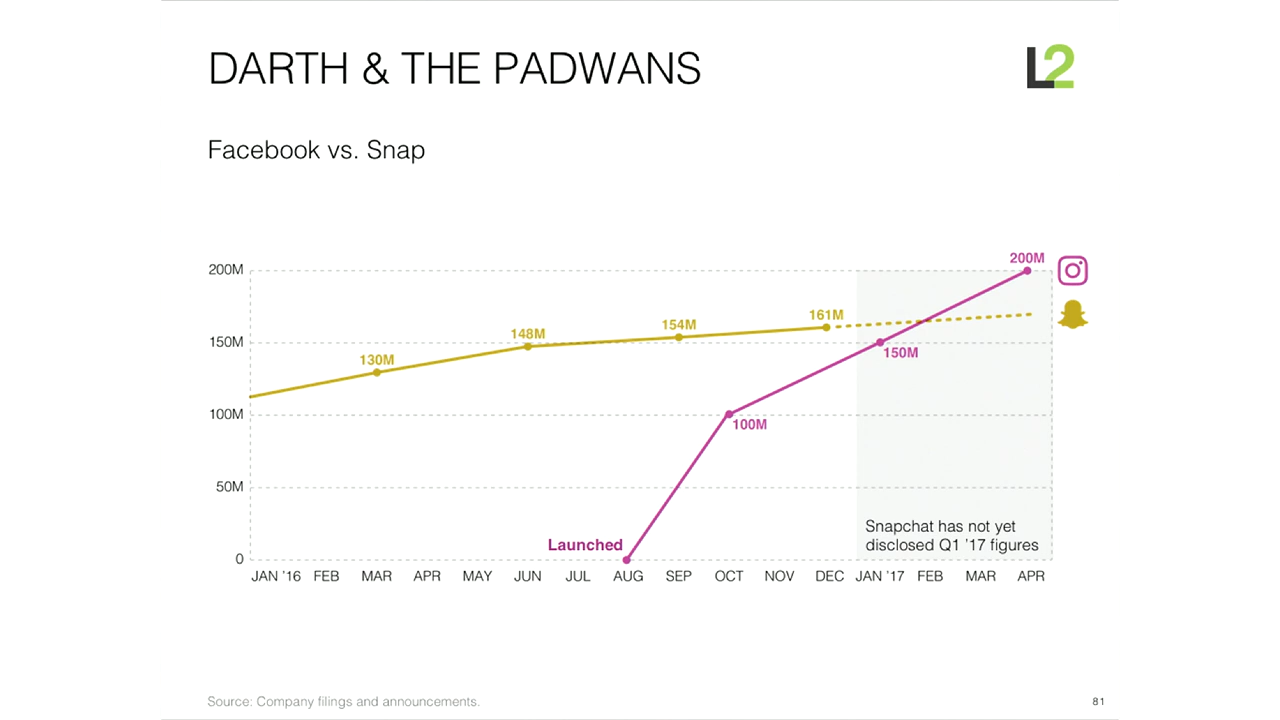 DARTH & THE PADWANS
L2
Facebook vs. Snap
200M
200M
161M
154M
148M
150M
130M
150M
100M
100M
50M
Snapchat has not yet
disclosed Q1 '17 figures
Launched
0
JAN '16 FEB MAR APR MAY JUN JUL AUG SEP OCT NOV DEC JAN '17 FEB MAR APR
Source: Company filings and announcements.
81